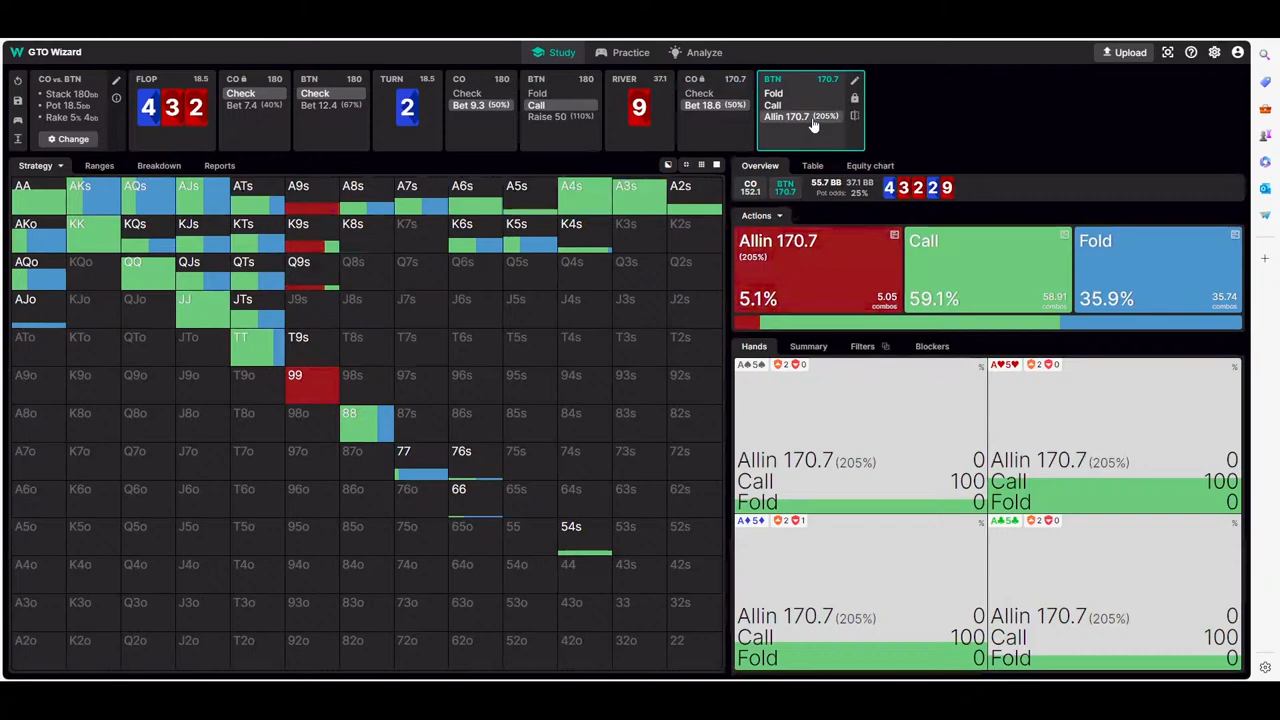 W GTO Wizard
Study
Practice
Analyze
Upload
CO vs. BTN
• Stack 180bb
• Pot 18.5bb
• Rake 5% 4bb
Change
FLOP 18.5
4 3 2
CO 180
Check
Bet 7.4 (40%)
BTN 180
Check
Bet 12.4 (67%)
TURN 18.5
2
CO 180
Check
Bet 9.3 (50%)
BTN 180
Fold
Call
Raise 50 (110%)
RIVER 37.1
9
CO 170.7
Check
Bet 18.6 (50%)
BTN 170.7
Fold
Call
Allin 170.7 (205%)
Strategy Ranges Breakdown Reports
AA AKs AQs AJs ATs A9s A8s A7s A6s A5s A4s A3s A2s
AKo KK KQs KJs KTs K9s K8s K7s K6s K5s K4s K3s K2s
AQo KQo QQ QJs QTs Q9s Q8s Q7s Q6s Q5s Q4s Q3s Q2s
AJo KJo QJo JJ JTs J9s J8s J7s J6s J5s J4s J3s J2s
ATo KTo QTo JTo TT T9s T8s T7s T6s T5s T4s T3s T2s
A9o K9o Q9o J9o T9o 99 98s 97s 96s 95s 94s 93s 92s
A8o K8o Q8o J8o T8o 98o 88 87s 86s 85s 84s 83s 82s
A7o K7o Q7o J7o T7o 97o 87o 77 76s 75s 74s 73s 72s
A6o K6o Q6o J6o T6o 96o 86o 76o 66 65s 64s 63s 62s
A5o K5o Q5o J5o T5o 95o 85o 75o 65o 55 54s 53s 52s
A4o K4o Q4o J4o T4o 94o 84o 74o 64o 54o 44 43s 42s
A3o K3o Q3o J3o T3o 93o 83o 73o 63o 53o 43o 33 32s
A2o K2o Q2o J2o T2o 92o 82o 72o 62o 52o 42o 32o 22
Overview Table Equity chart
CO
152.1
BTN
170.7
55.7 BB 37.1 BB
Pot odds: 25%
4 3 2 2 9
Actions
Allin 170.7
(205%)
5.1%
5.05
combos
Call
59.1%
58.91
combos
Fold
35.9%
35.74
combos
Hands Summary Filters Blockers
A♠5♠ 2 0 %
Allin 170.7 (205%) 0
Call 100
Fold 0
A♥5♥ 2 0 %
Allin 170.7 (205%) 0
Call 100
Fold 0
A♦5♦ 2 1 %
Allin 170.7 (205%) 0
Call 100
Fold 0
A♣5♣ 2 0 %
Allin 170.7 (205%) 0
Call 100
Fold 0